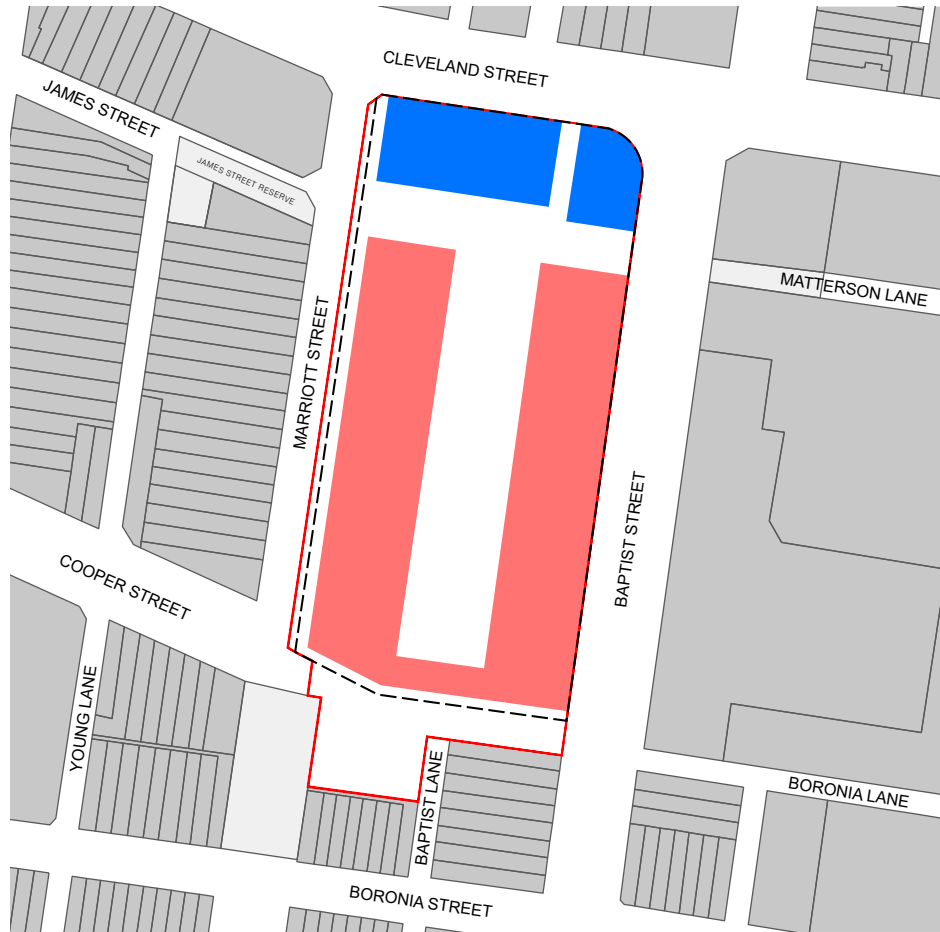 CLEVELAND STREET
JAMES STREET
JAMES STREET RESERVE
MATTERSON LANE
MARRIOTT STREET
BAPTIST STREET
COOPER STREET
YOUNG LANE
BAPTIST LANE
BORONIA LANE
BORONIA STREET